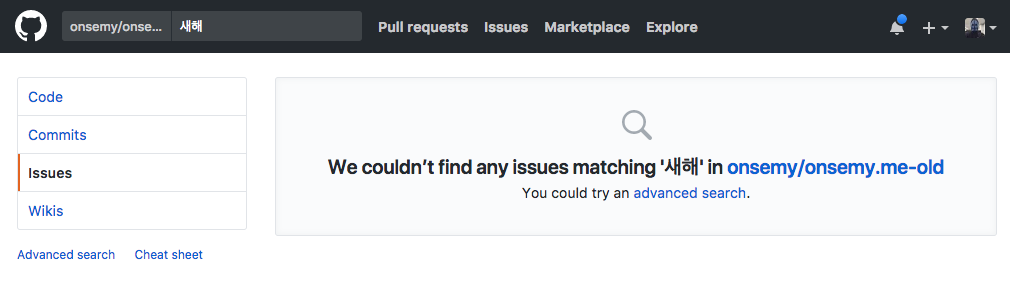 onsemy/onse... 새해 Pull requests Issues Marketplace Explore
Code
Commits
Issues
Wikis
Advanced search Cheat sheet
We couldn’t find any issues matching '새해' in onsemy/onsemy.me-old
You could try an advanced search.